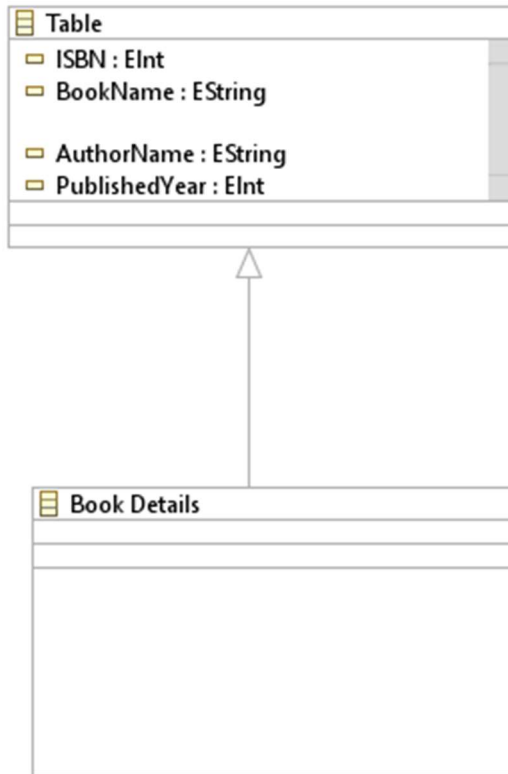 Table
ISBN : EInt
BookName : EString
AuthorName : EString
PublishedYear : EInt
Book Details